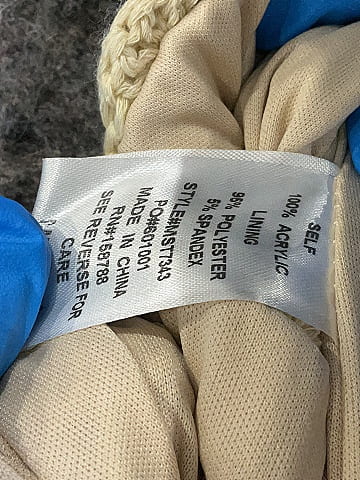 SELF
100% ACRYLIC
LINING
95% POLYESTER
5% SPANDEX
STYLE#MIST7343
PO#601001
MADE IN CHINA
RN# 158788
SEE REVERSE FOR
CARE